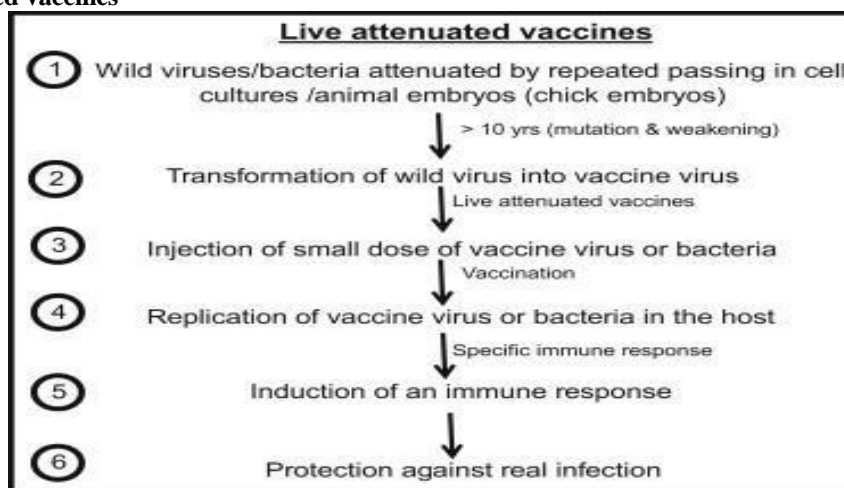 Live attenuated vaccines
1 Wild viruses/bacteria attenuated by repeated passing in cell
cultures /animal embryos (chick embryos)
> 10 yrs (mutation & weakening)
2 Transformation of wild virus into vaccine virus
Live attenuated vaccines
3 Injection of small dose of vaccine virus or bacteria
Vaccination
4 Replication of vaccine virus or bacteria in the host
Specific immune response
5 Induction of an immune response
6 Protection against real infection